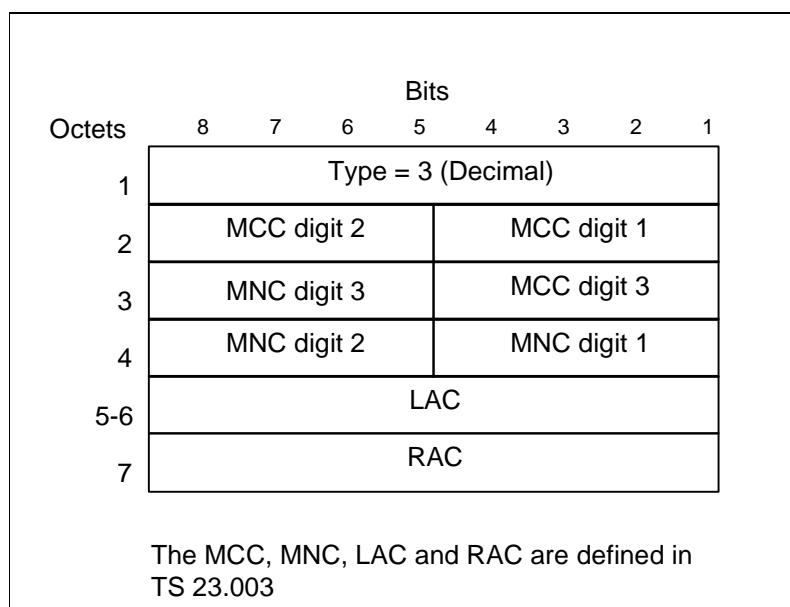 Bits
Octets 8 7 6 5 4 3 2 1
1 Type = 3 (Decimal)
2 MCC digit 2 MCC digit 1
3 MNC digit 3 MCC digit 3
4 MNC digit 2 MNC digit 1
5-6 LAC
7 RAC
The MCC, MNC, LAC and RAC are defined in
TS 23.003